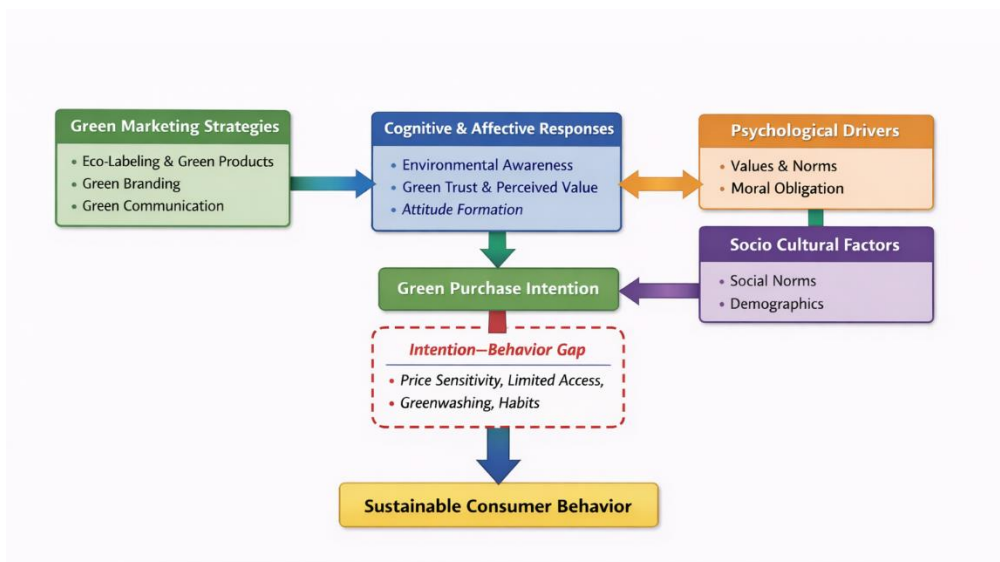 Green Marketing Strategies
• Eco-Labeling & Green Products
• Green Branding
• Green Communication
Cognitive & Affective Responses
• Environmental Awareness
• Green Trust & Perceived Value
• Attitude Formation
Psychological Drivers
• Values & Norms
• Moral Obligation
Socio Cultural Factors
• Social Norms
• Demographics
Green Purchase Intention
Intention—Behavior Gap
• Price Sensitivity, Limited Access,
• Greenwashing, Habits
Sustainable Consumer Behavior